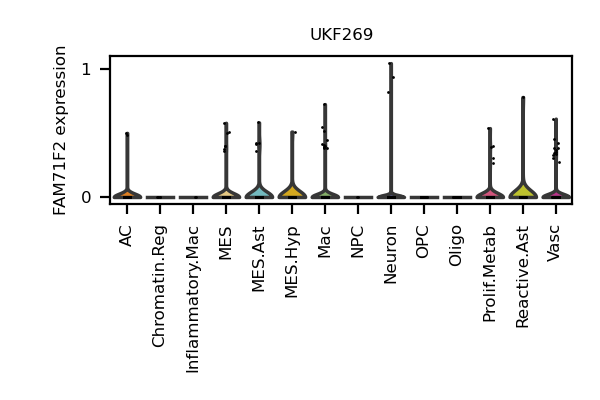 UKF269
FAM71F2 expression
1
0
AC
Chromatin.Reg
Inflammatory.Mac
MES
MES.Ast
MES.Hyp
Mac
NPC
Neuron
OPC
Oligo
Prolif.Metab
Reactive.Ast
Vasc